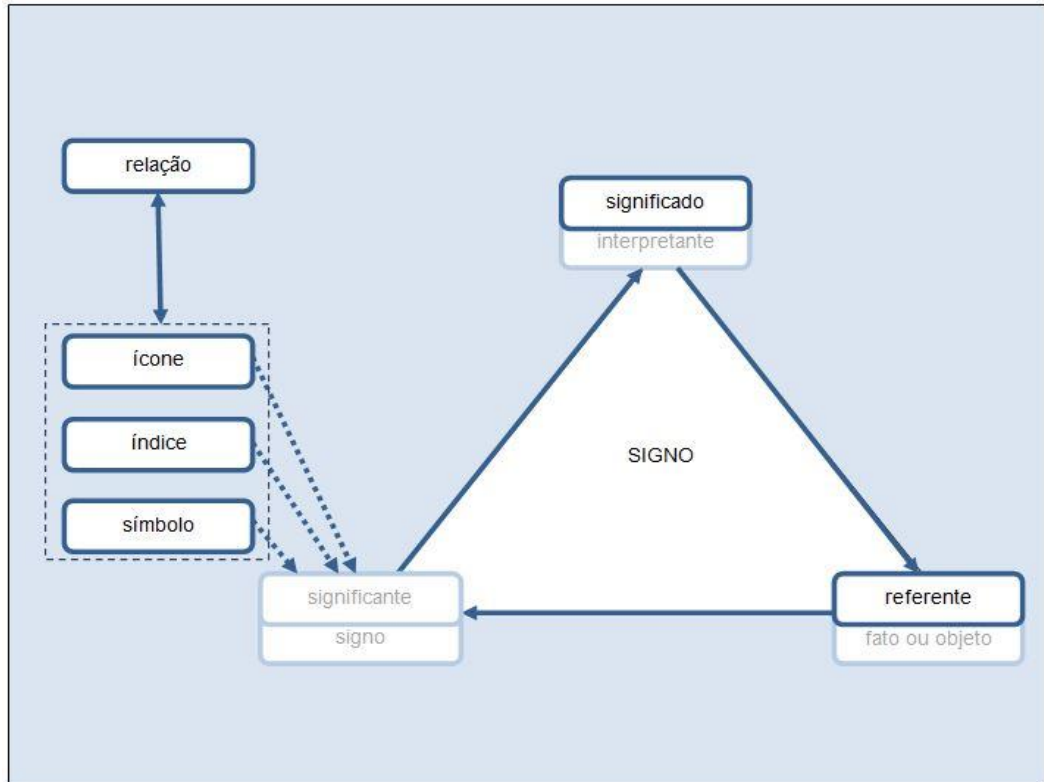 relação
significado
interpretante
ícone
índice
SIGNO
símbolo
significante
signo
referente
fato ou objeto